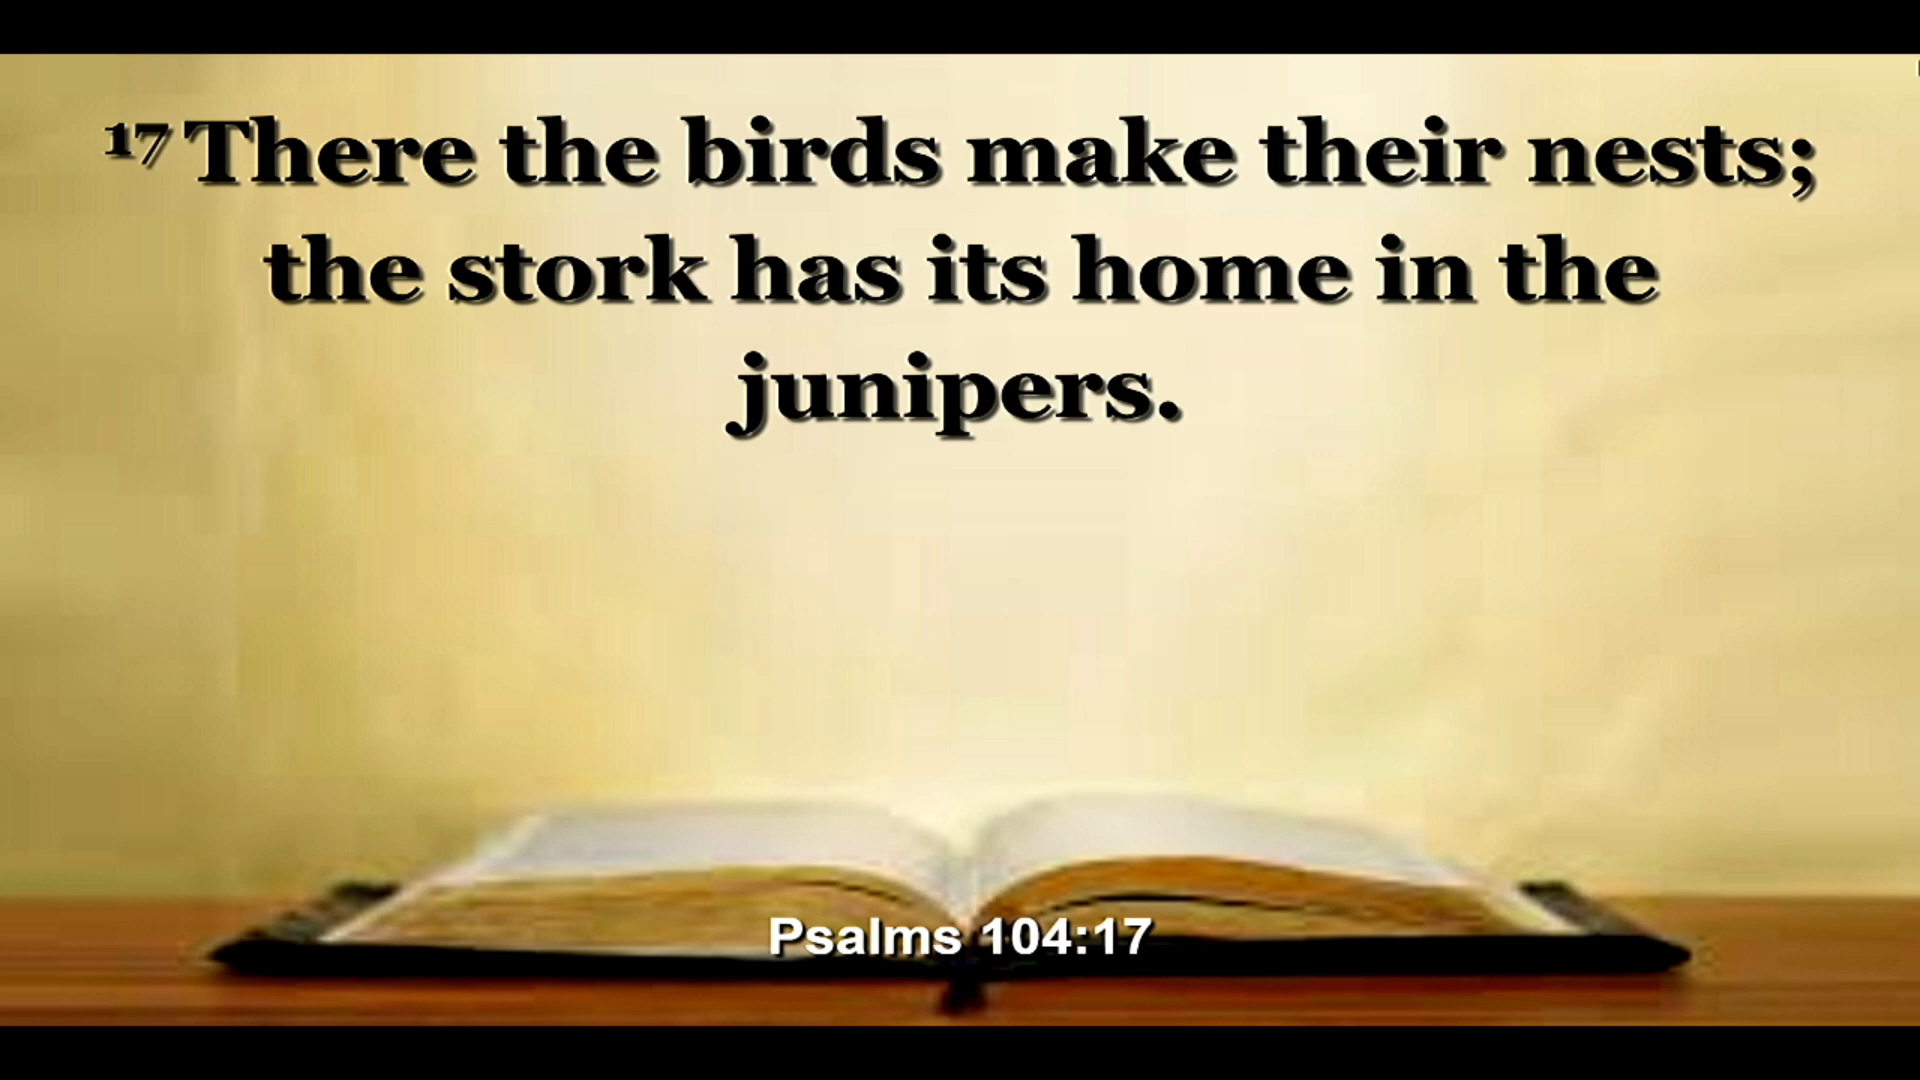 17 There the birds make their nests;
the stork has its home in the
junipers.
Psalms 104:17